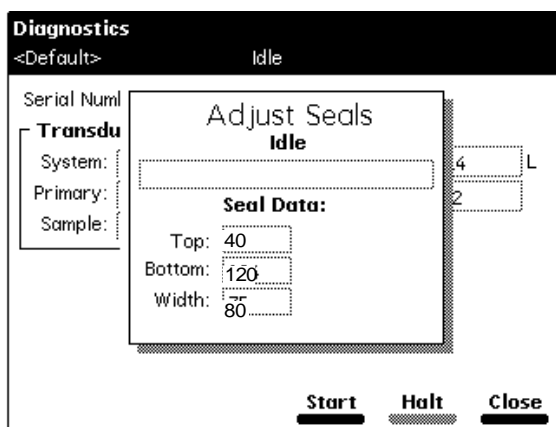 Diagnostics
<Default> Idle
Serial Numl
Adjust Seals
Transdu
Idle
System: 4 L
Primary: 2
Seal Data:
Sample:
Top: 40
Bottom: 120
Width: 80
Start Halt Close